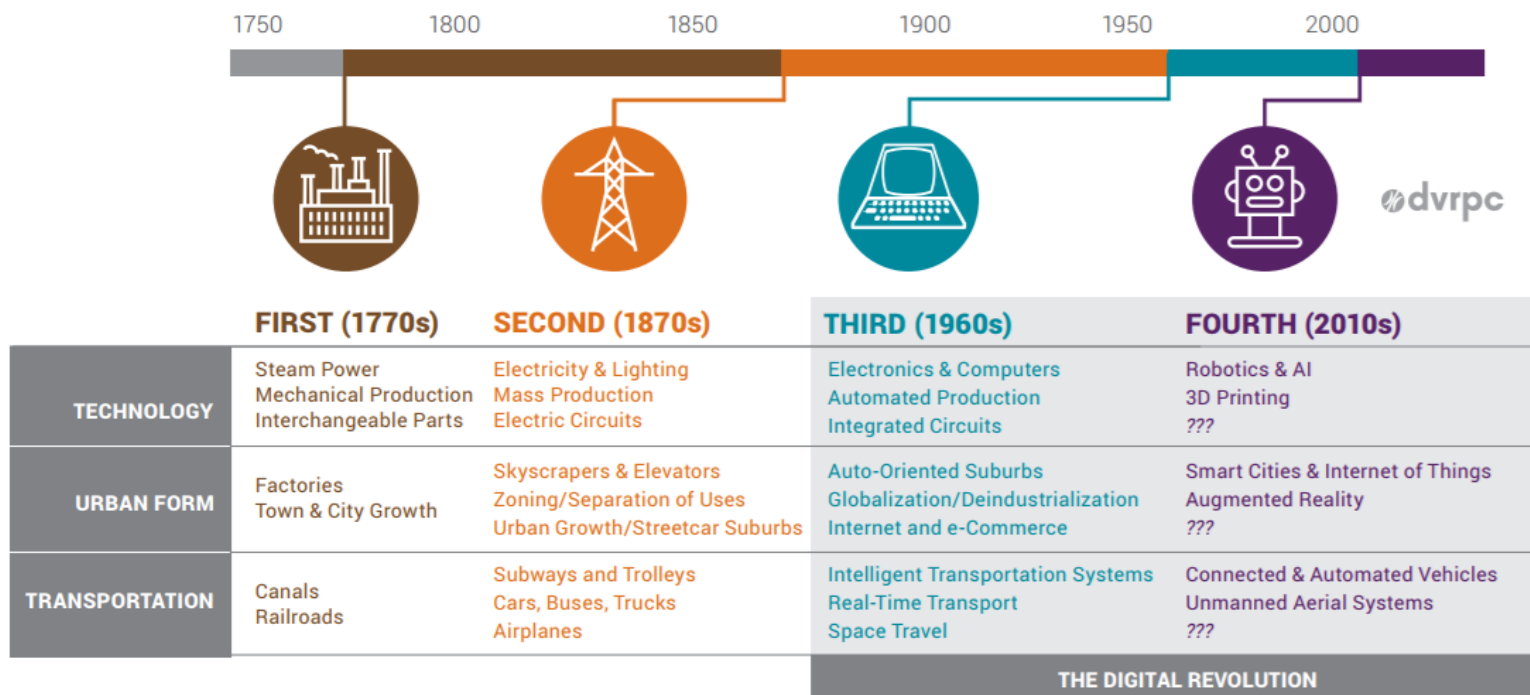 1750 1800 1850 1900 1950 2000
dvrpc
FIRST (1770s) SECOND (1870s) THIRD (1960s) FOURTH (2010s)
TECHNOLOGY
Steam Power
Mechanical Production
Interchangeable Parts
Electricity & Lighting
Mass Production
Electric Circuits
Electronics & Computers
Automated Production
Integrated Circuits
Robotics & AI
3D Printing
???
URBAN FORM
Factories
Town & City Growth
Skyscrapers & Elevators
Zoning/Separation of Uses
Urban Growth/Streetcar Suburbs
Auto-Oriented Suburbs
Globalization/Deindustrialization
Internet and e-Commerce
Smart Cities & Internet of Things
Augmented Reality
???
TRANSPORTATION
Canals
Railroads
Subways and Trolleys
Cars, Buses, Trucks
Airplanes
Intelligent Transportation Systems
Real-Time Transport
Space Travel
Connected & Automated Vehicles
Unmanned Aerial Systems
???
THE DIGITAL REVOLUTION